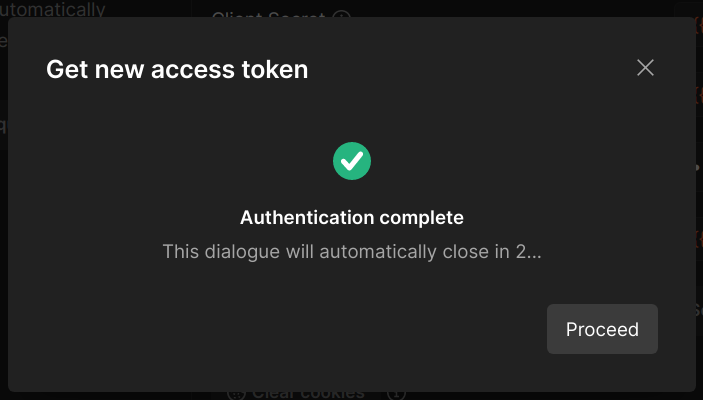 utomatically
Client Secret
Get new access token
Authentication complete
This dialogue will automatically close in 2...
Proceed
Clear cookies